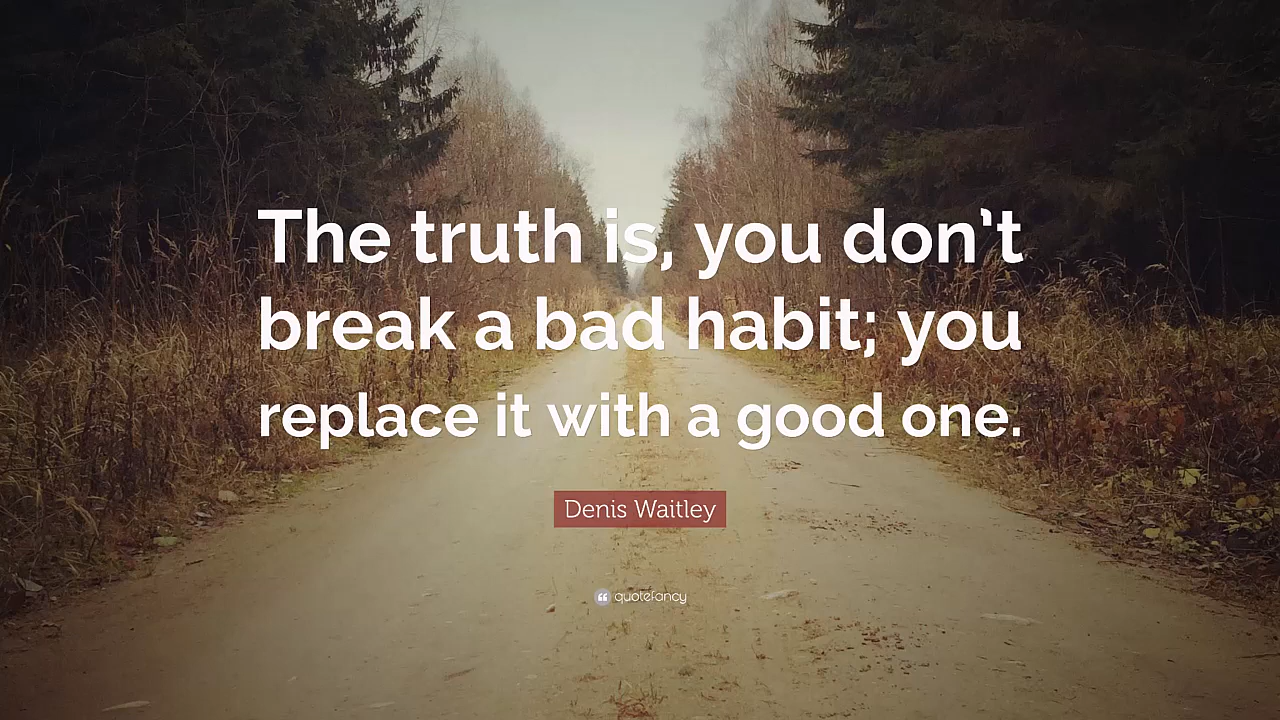 The truth is, you don’t
break a bad habit; you
replace it with a good one.
Denis Waitley
❝ quotefancy